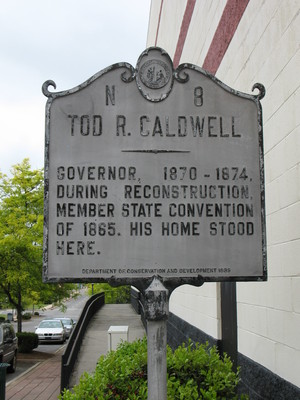 N 8
TOD R. CALDWELL
GOVERNOR, 1870-1874,
DURING RECONSTRUCTION,
MEMBER STATE CONVENTION
OF 1865. HIS HOME STOOD
HERE.
DEPARTMENT OF CONSERVATION AND DEVELOPMENT